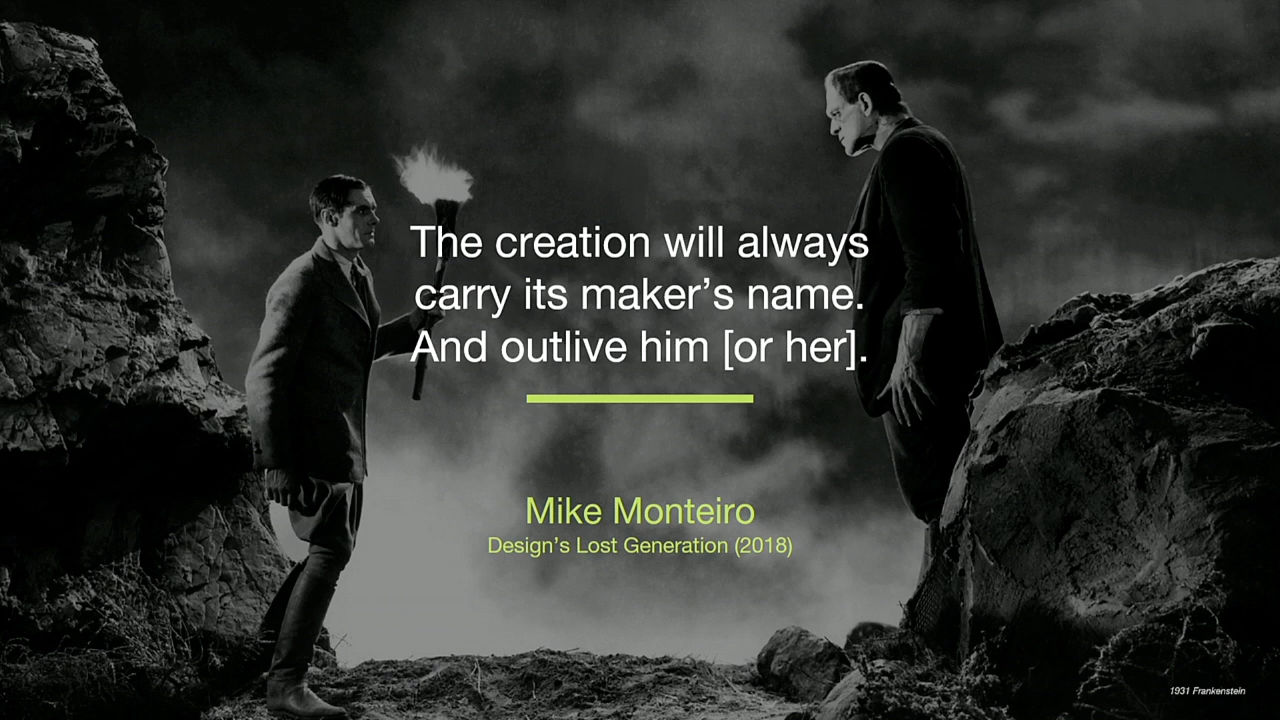 The creation will always
carry its maker’s name.
And outlive him [or her].
Mike Monteiro
Design’s Lost Generation (2018)
1931 Frankenstein